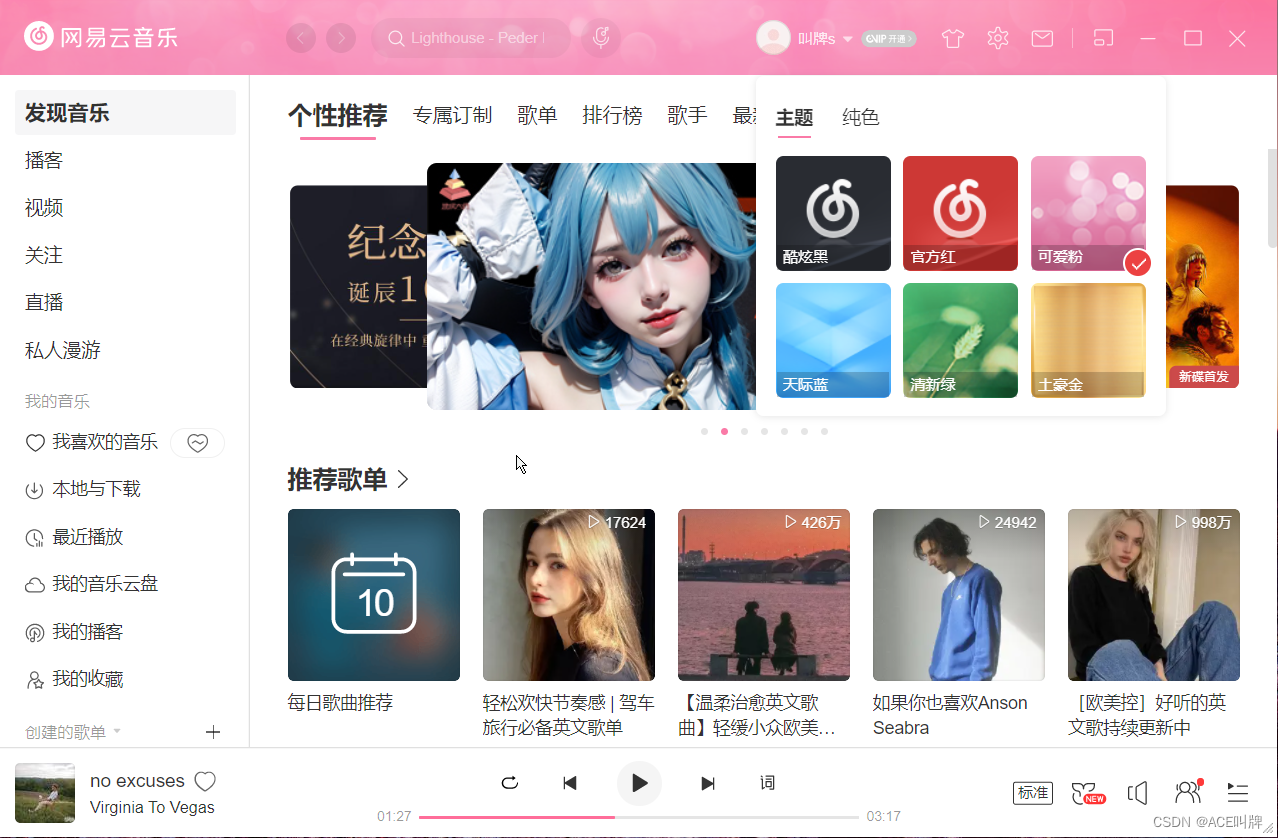 网易云音乐
Lighthouse - Peder
叫牌s
VIP开通
发现音乐
播客
视频
关注
直播
私人漫游
我的音乐
我喜欢的音乐
本地与下载
最近播放
我的音乐云盘
我的播客
我的收藏
创建的歌单
个性推荐
专属订制
歌单
排行榜
歌手
最
主题
纯色
酷炫黑
官方红
可爱粉
天际蓝
清新绿
土豪金
纪念
诞辰1
在经典旋律中
新碟首发
推荐歌单
10
每日歌曲推荐
17624
轻松欢快节奏感 | 驾车
旅行必备英文歌单
426万
【温柔治愈英文歌
曲】轻缓小众欧美…
24942
如果你也喜欢Anson
Seabra
998万
［欧美控］好听的英
文歌持续更新中
no excuses
Virginia To Vegas
01:27
词
03:17
标准
NEW
CSDN @ACE叫牌